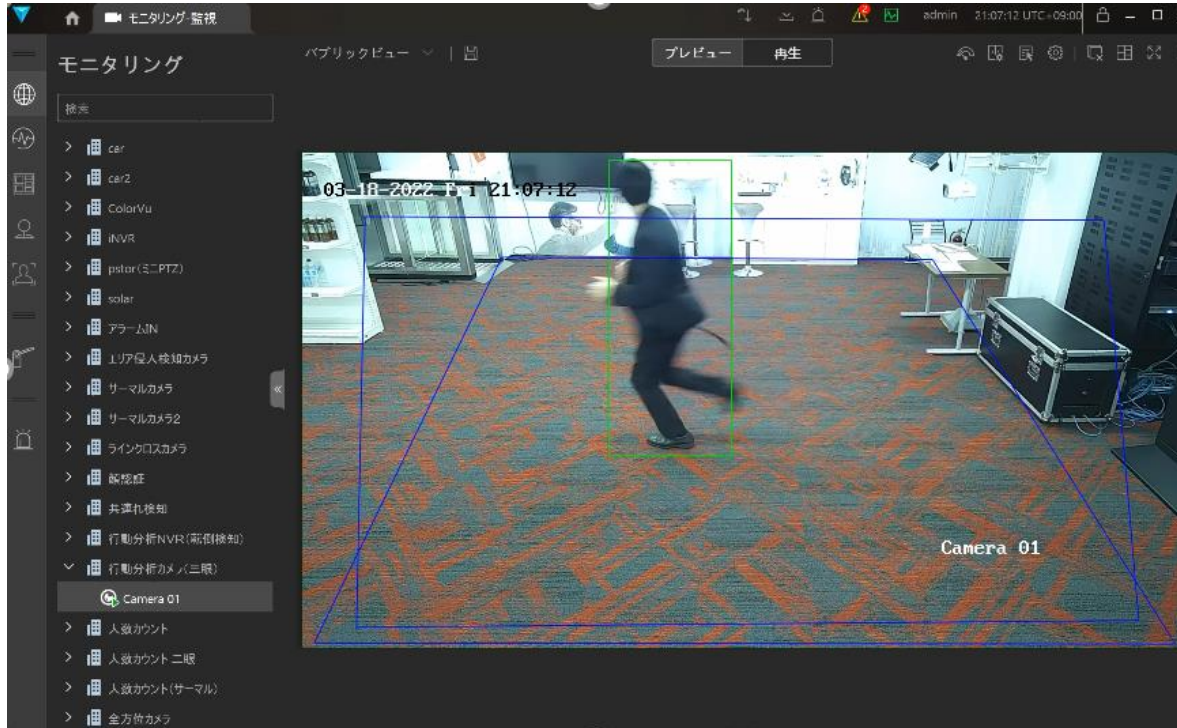 モニタリング-監視
admin 21:07:12 UTC+09:00
モニタリング
パブリックビュー
プレビュー 再生
検索
car
car2
ColorVu
iNVR
pstor(ミニPTZ)
solar
アラームIN
エリア侵入検知カメラ
サーマルカメラ
サーマルカメラ2
ラインクロスカメラ
顔認証
共連れ検知
行動分析NVR(転倒検知)
行動分析カメラ(三眼)
Camera 01
人数カウント
人数カウント 二眼
人数カウント(サーマル)
全方位カメラ
03-18-2022 Fri 21:07:12
Camera 01